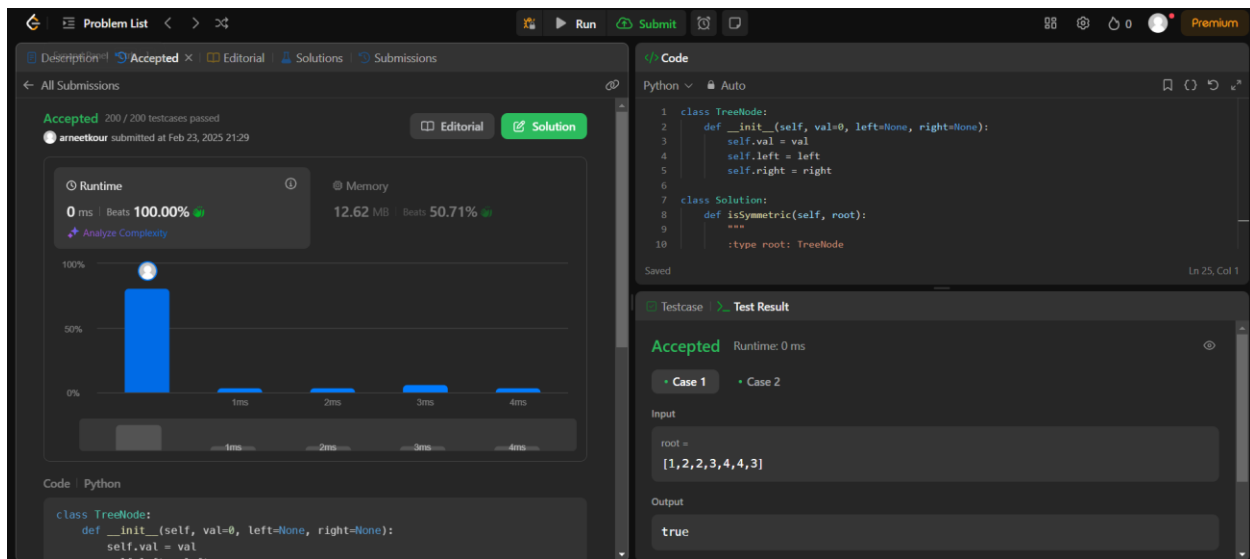 Problem List
Run
Submit
0
Premium
Description
Accepted
Editorial
Solutions
Submissions
All Submissions
Accepted 200 / 200 testcases passed
arneetkour submitted at Feb 23, 2025 21:29
Editorial
Solution
Runtime
0 ms Beats 100.00%
Analyze Complexity
Memory
12.62 MB Beats 50.71%
100%
50%
0%
1ms 2ms 3ms 4ms
1ms 2ms 3ms 4ms
Code Python
class TreeNode:
def __init__(self, val=0, left=None, right=None):
self.val = val
</> Code
Python Auto
1 class TreeNode:
2 def __init__(self, val=0, left=None, right=None):
3 self.val = val
4 self.left = left
5 self.right = right
6
7 class Solution:
8 def isSymmetric(self, root):
9 """
10 :type root: TreeNode
Saved
Ln 25, Col 1
Testcase
>_ Test Result
Accepted Runtime: 0 ms
• Case 1 • Case 2
Input
root =
[1,2,2,3,4,4,3]
Output
true